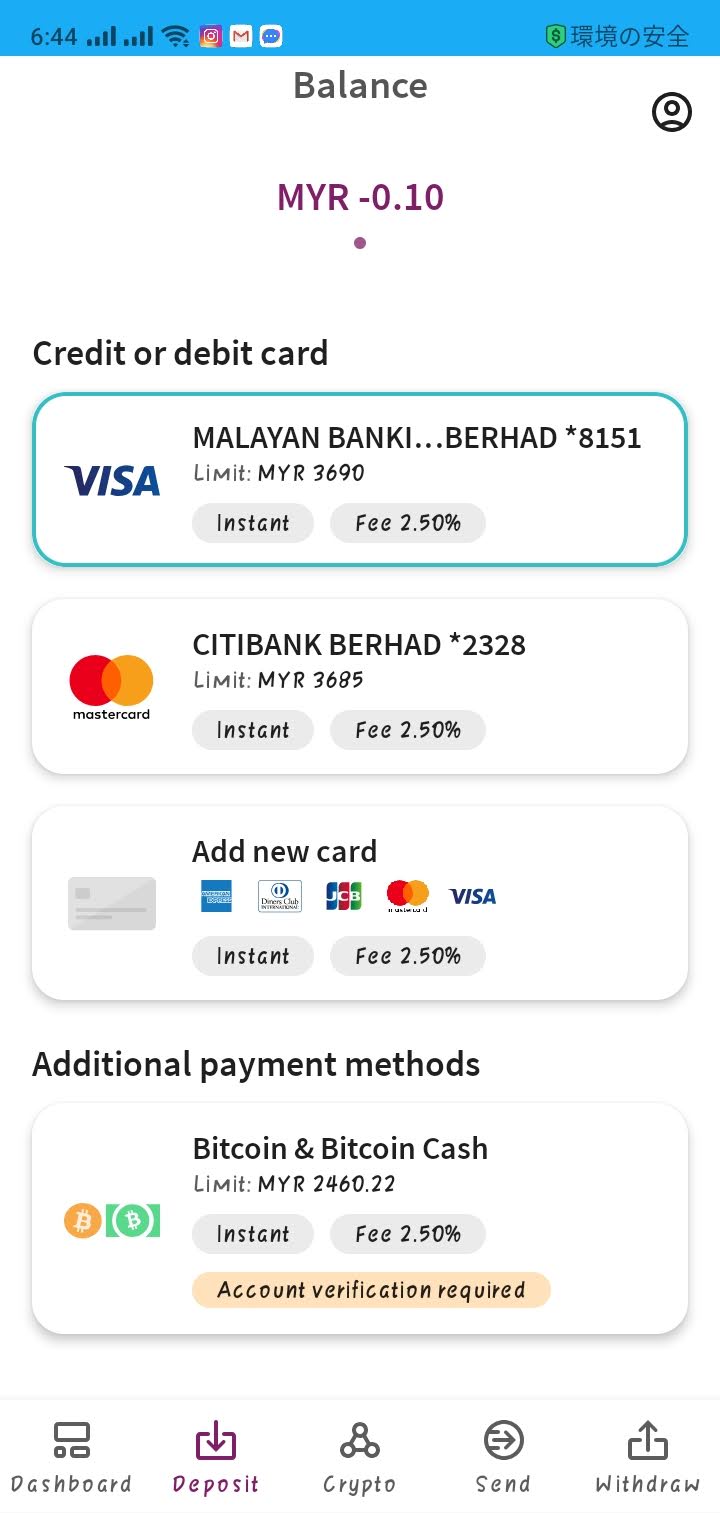 6:44
環境の安全
Balance
MYR -0.10
Credit or debit card
MALAYAN BANKI...BERHAD *8151
VISA
Limit: MYR 3690
Instant
Fee 2.50%
CITIBANK BERHAD *2328
Limit: MYR 3685
mastercard
Instant
Fee 2.50%
Add new card
AMERICAN EXPRESS
Diners Club INTERNATIONAL
JCB
mastercard
VISA
Instant
Fee 2.50%
Additional payment methods
Bitcoin & Bitcoin Cash
Limit: MYR 2460.22
Instant
Fee 2.50%
Account verification required
Dashboard
Deposit
Crypto
Send
Withdraw